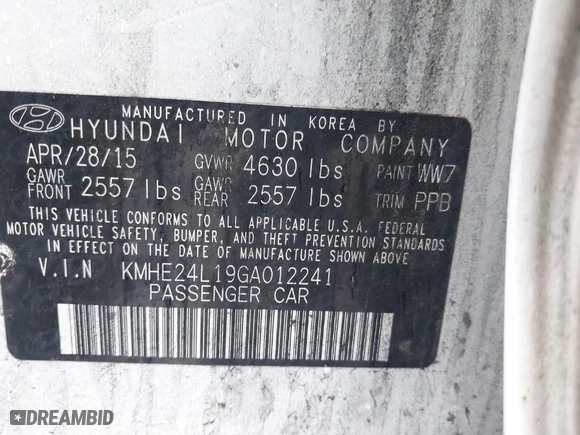 MANUFACTURED IN KOREA BY
HYUNDAI MOTOR COMPANY
APR/28/15 GVWR 4630 lbs PAINT WW7
GAWR FRONT 2557 lbs GAWR REAR 2557 lbs TRIM PPB
THIS VEHICLE CONFORMS TO ALL APPLICABLE U.S.A. FEDERAL
MOTOR VEHICLE SAFETY, BUMPER, AND THEFT PREVENTION STANDARDS
IN EFFECT ON THE DATE OF MANUFACTURE SHOWN ABOVE.
V.I.N KMHE24L19GA012241
PASSENGER CAR
DREAMBID